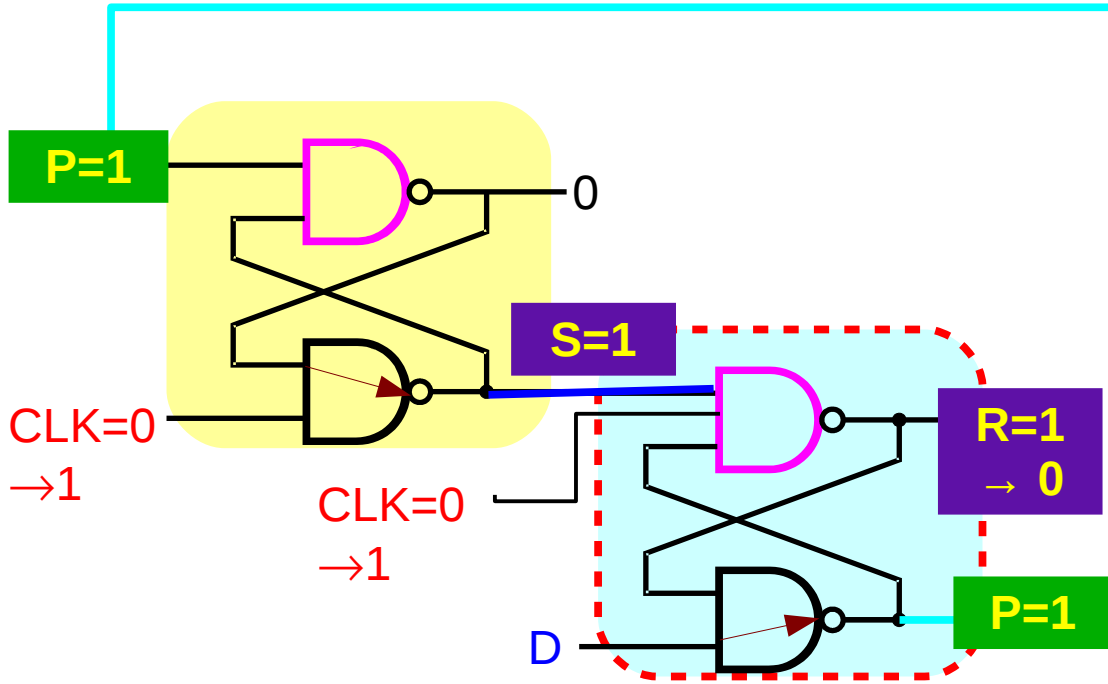 P=1
0
S=1
CLK=0
→1
R=1
→ 0
CLK=0
→1
P=1
D